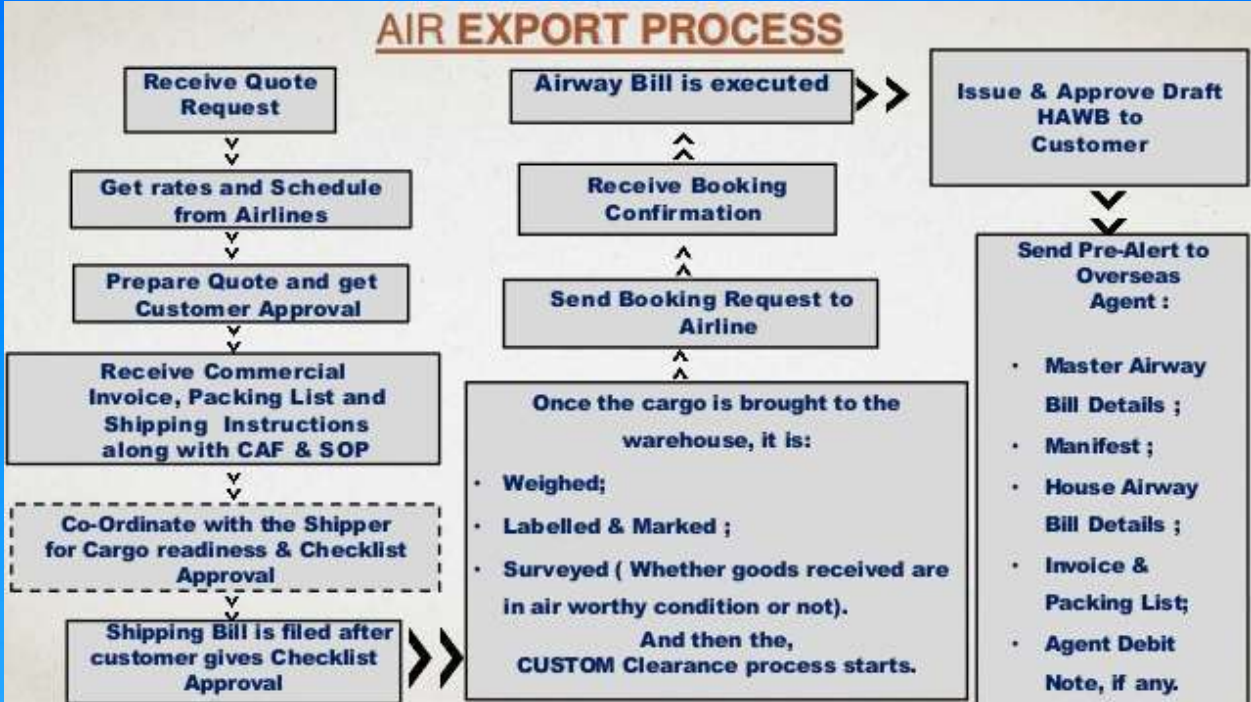 AIR EXPORT PROCESS
Receive Quote
Request
Get rates and Schedule
from Airlines
Prepare Quote and get
Customer Approval
Receive Commercial
Invoice, Packing List and
Shipping Instructions
along with CAF & SOP
Co-Ordinate with the Shipper
for Cargo readiness & Checklist
Approval
Shipping Bill is filed after
customer gives Checklist
Approval
Once the cargo is brought to the
warehouse, it is:
· Weighed;
· Labelled & Marked ;
· Surveyed ( Whether goods received are
in air worthy condition or not).
And then the,
CUSTOM Clearance process starts.
Send Booking Request to
Airline
Receive Booking
Confirmation
Airway Bill is executed
Issue & Approve Draft
HAWB to
Customer
Send Pre-Alert to
Overseas
Agent :
· Master Airway
Bill Details ;
· Manifest ;
· House Airway
Bill Details ;
· Invoice &
Packing List;
· Agent Debit
Note, if any.